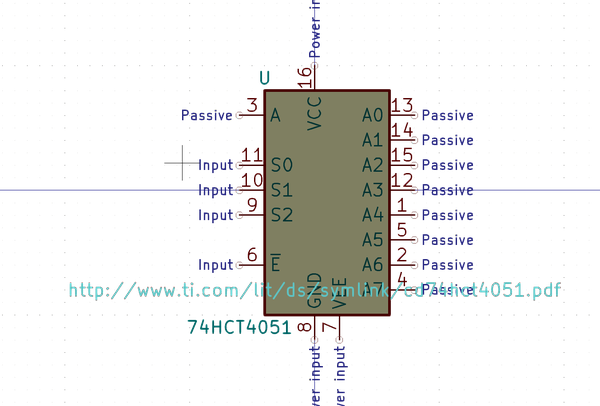 Power in
U
16
VCC
Passive 3 A A0 13 Passive
A1 14 Passive
Input 11 S0 A2 15 Passive
Input 10 S1 A3 12 Passive
Input 9 S2 A4 1 Passive
A5 5 Passive
Input 6 E A6 2 Passive
A7 4 Passive
http://www.ti.com/lit/ds/symlink/cd74hct4051.pdf
GND
VEE
74HCT4051
8
7
wer input
wer input